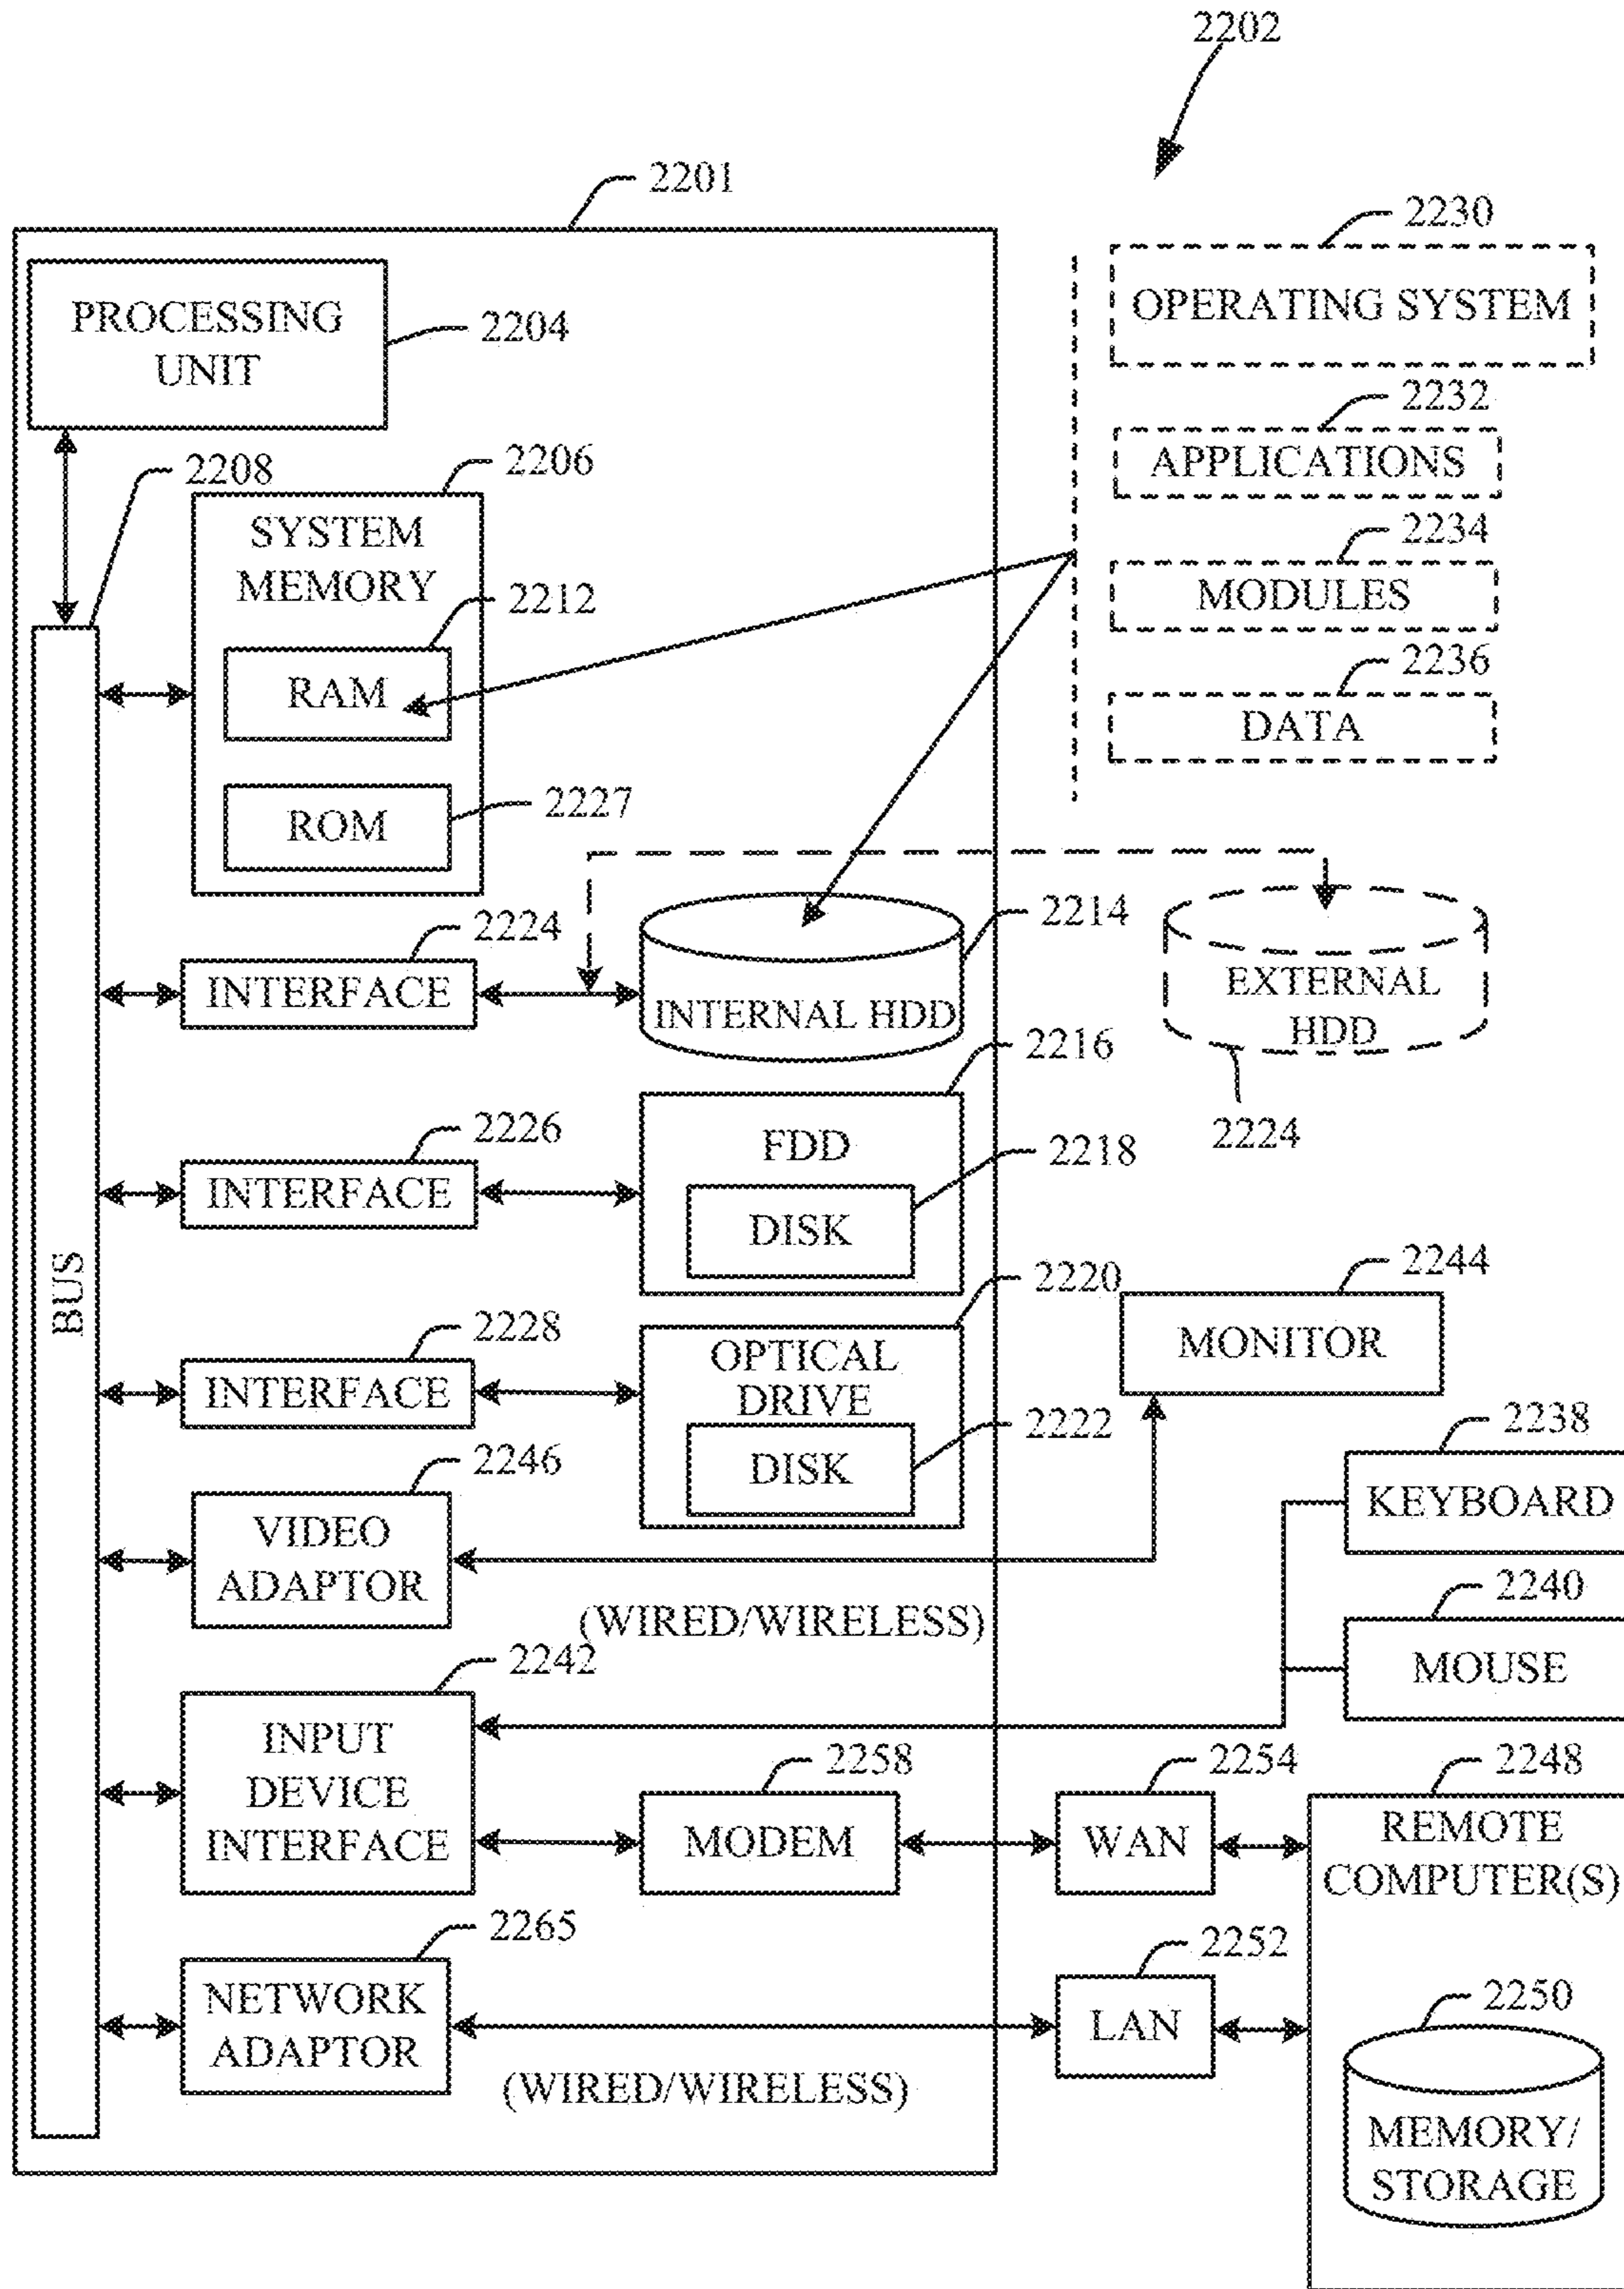 2202
2201
2230
OPERATING SYSTEM
PROCESSING
UNIT
2204
2232
APPLICATIONS
2208
2206
SYSTEM
MEMORY
2234
MODULES
2212
RAM
2236
DATA
2227
ROM
2224
INTERFACE
2214
INTERNAL HDD
EXTERNAL
HDD
2224
2216
FDD
2226
INTERFACE
2218
DISK
BUS
2220
OPTICAL
DRIVE
2244
MONITOR
2228
INTERFACE
2222
DISK
2238
KEYBOARD
2246
VIDEO
ADAPTOR
(WIRED/WIRELESS)
2240
MOUSE
2242
INPUT
DEVICE
INTERFACE
2258
MODEM
2254
WAN
2248
REMOTE
COMPUTER(S)
2265
NETWORK
ADAPTOR
(WIRED/WIRELESS)
2252
LAN
2250
MEMORY/
STORAGE